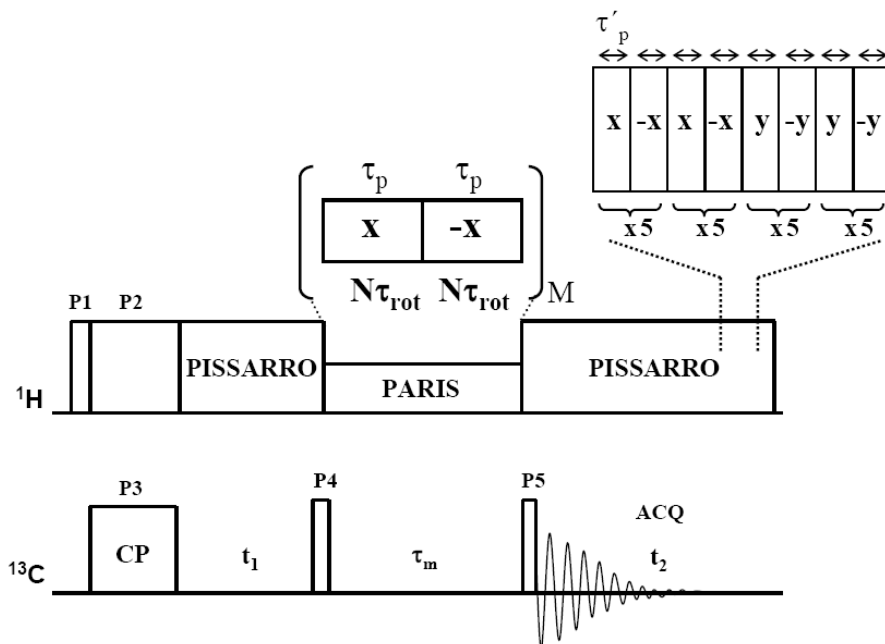 τ´p
x -x x -x y -y y -y
x5 x5 x5 x5
τp τp
x -x
Nτrot Nτrot
M
P1 P2
PISSARRO PARIS PISSARRO
1H
P3 P4 P5
CP t1 τm ACQ
t2
13C